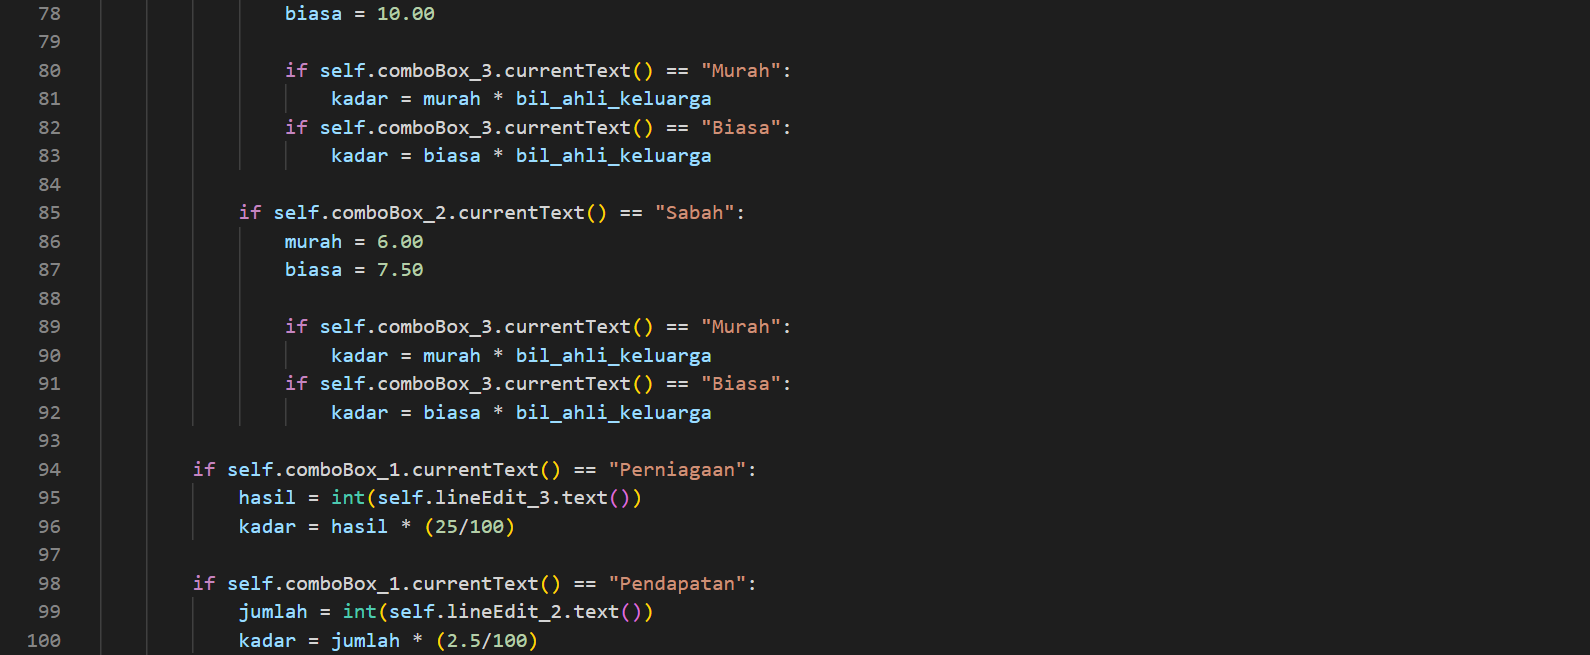 78 biasa = 10.00
79
80 if self.comboBox_3.currentText() == "Murah":
81 kadar = murah * bil_ahli_keluarga
82 if self.comboBox_3.currentText() == "Biasa":
83 kadar = biasa * bil_ahli_keluarga
84
85 if self.comboBox_2.currentText() == "Sabah":
86 murah = 6.00
87 biasa = 7.50
88
89 if self.comboBox_3.currentText() == "Murah":
90 kadar = murah * bil_ahli_keluarga
91 if self.comboBox_3.currentText() == "Biasa":
92 kadar = biasa * bil_ahli_keluarga
93
94 if self.comboBox_1.currentText() == "Perniagaan":
95 hasil = int(self.lineEdit_3.text())
96 kadar = hasil * (25/100)
97
98 if self.comboBox_1.currentText() == "Pendapatan":
99 jumlah = int(self.lineEdit_2.text())
100 kadar = jumlah * (2.5/100)